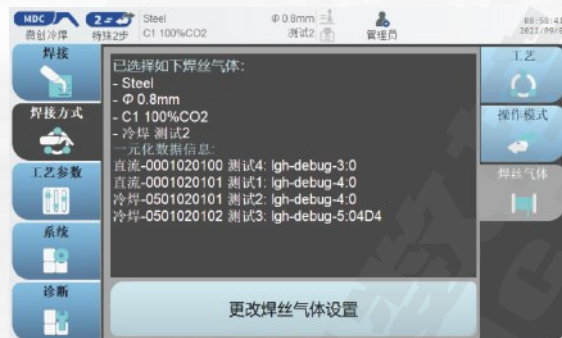 MDC
微创冷焊
2=
特殊2步
Steel
C1 100%CO2
Φ0.8mm
测试2
管理员
08:58:41
2022/09/0
焊接
焊接方式
工艺参数
系统
诊断
已选择如下焊丝气体:
- Steel
- Φ 0.8mm
- C1 100%CO2
- 冷焊 测试2
一元化数据信息:
直流-0001020100 测试4: lgh-debug-3:0
直流-0001020101 测试1: lgh-debug-4:0
冷焊-0501020101 测试2: lgh-debug-4:0
冷焊-0501020102 测试3: lgh-debug-5:04D4
更改焊丝气体设置
工艺
操作模式
焊丝气体